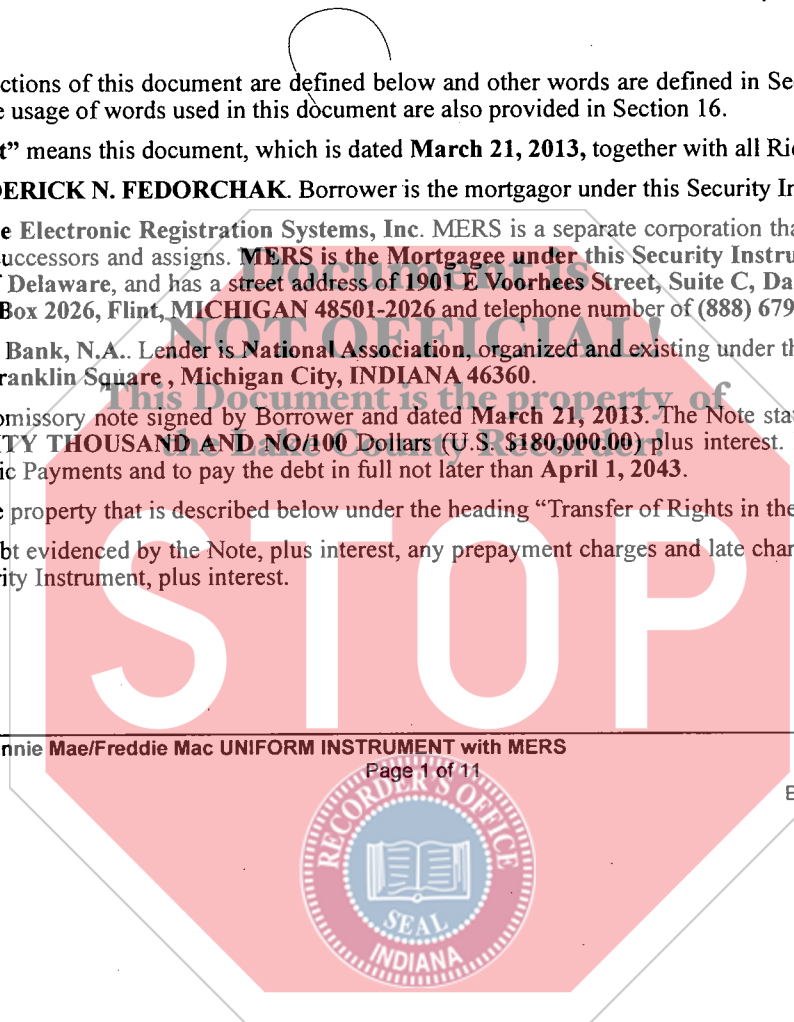 ctions of this document are defined below and other words are defined in Sec
e usage of words used in this document are also provided in Section 16.
t” means this document, which is dated March 21, 2013, together with all Rid
DERICK N. FEDORCHAK. Borrower is the mortgagor under this Security In
e Electronic Registration Systems, Inc. MERS is a separate corporation tha
uccessors and assigns. MERS is the Mortgagee under this Security Instru
f Delaware, and has a street address of 1901 E Voorhees Street, Suite C, Da
Box 2026, Flint, MICHIGAN 48501-2026 and telephone number of (888) 679
Bank, N.A.. Lender is National Association, organized and existing under th
ranklin Square , Michigan City, INDIANA 46360.
omissory note signed by Borrower and dated March 21, 2013. The Note stat
TY THOUSAND AND NO/100 Dollars (U.S. $180,000.00) plus interest.
ic Payments and to pay the debt in full not later than April 1, 2043.
e property that is described below under the heading “Transfer of Rights in the
bt evidenced by the Note, plus interest, any prepayment charges and late char
rity Instrument, plus interest.
Document is
NOT OFFICIAL!
This Document is the property of
the Lake County Recorder!
STOP
nnie Mae/Freddie Mac UNIFORM INSTRUMENT with MERS
Page 1 of 11
E
RECORDER'S OFFICE
SEAL
INDIANA